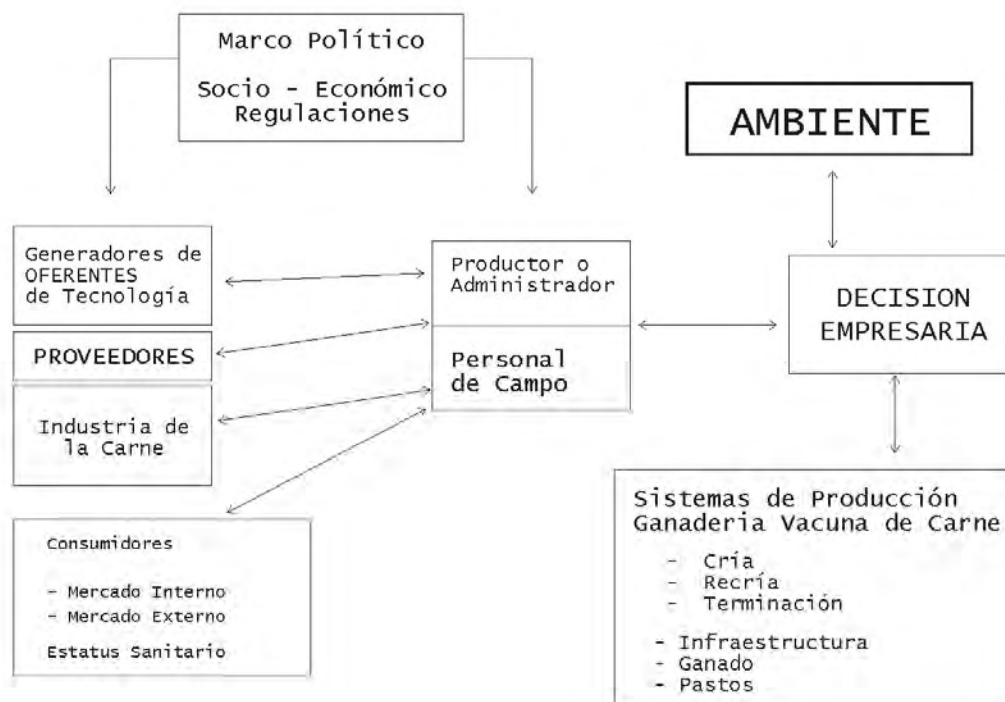 Marco Político
Socio - Económico
Regulaciones
AMBIENTE
Generadores de
OFERENTES
de Tecnología
PROVEEDORES
Industria de
la Carne
Productor o
Administrador
Personal
de Campo
DECISION
EMPRESARIA
Consumidores
- Mercado Interno
- Mercado Externo
Estatus Sanitario
Sistemas de Producción
Ganaderia Vacuna de Carne
- Cría
- Recría
- Terminación
- Infraestructura
- Ganado
- Pastos